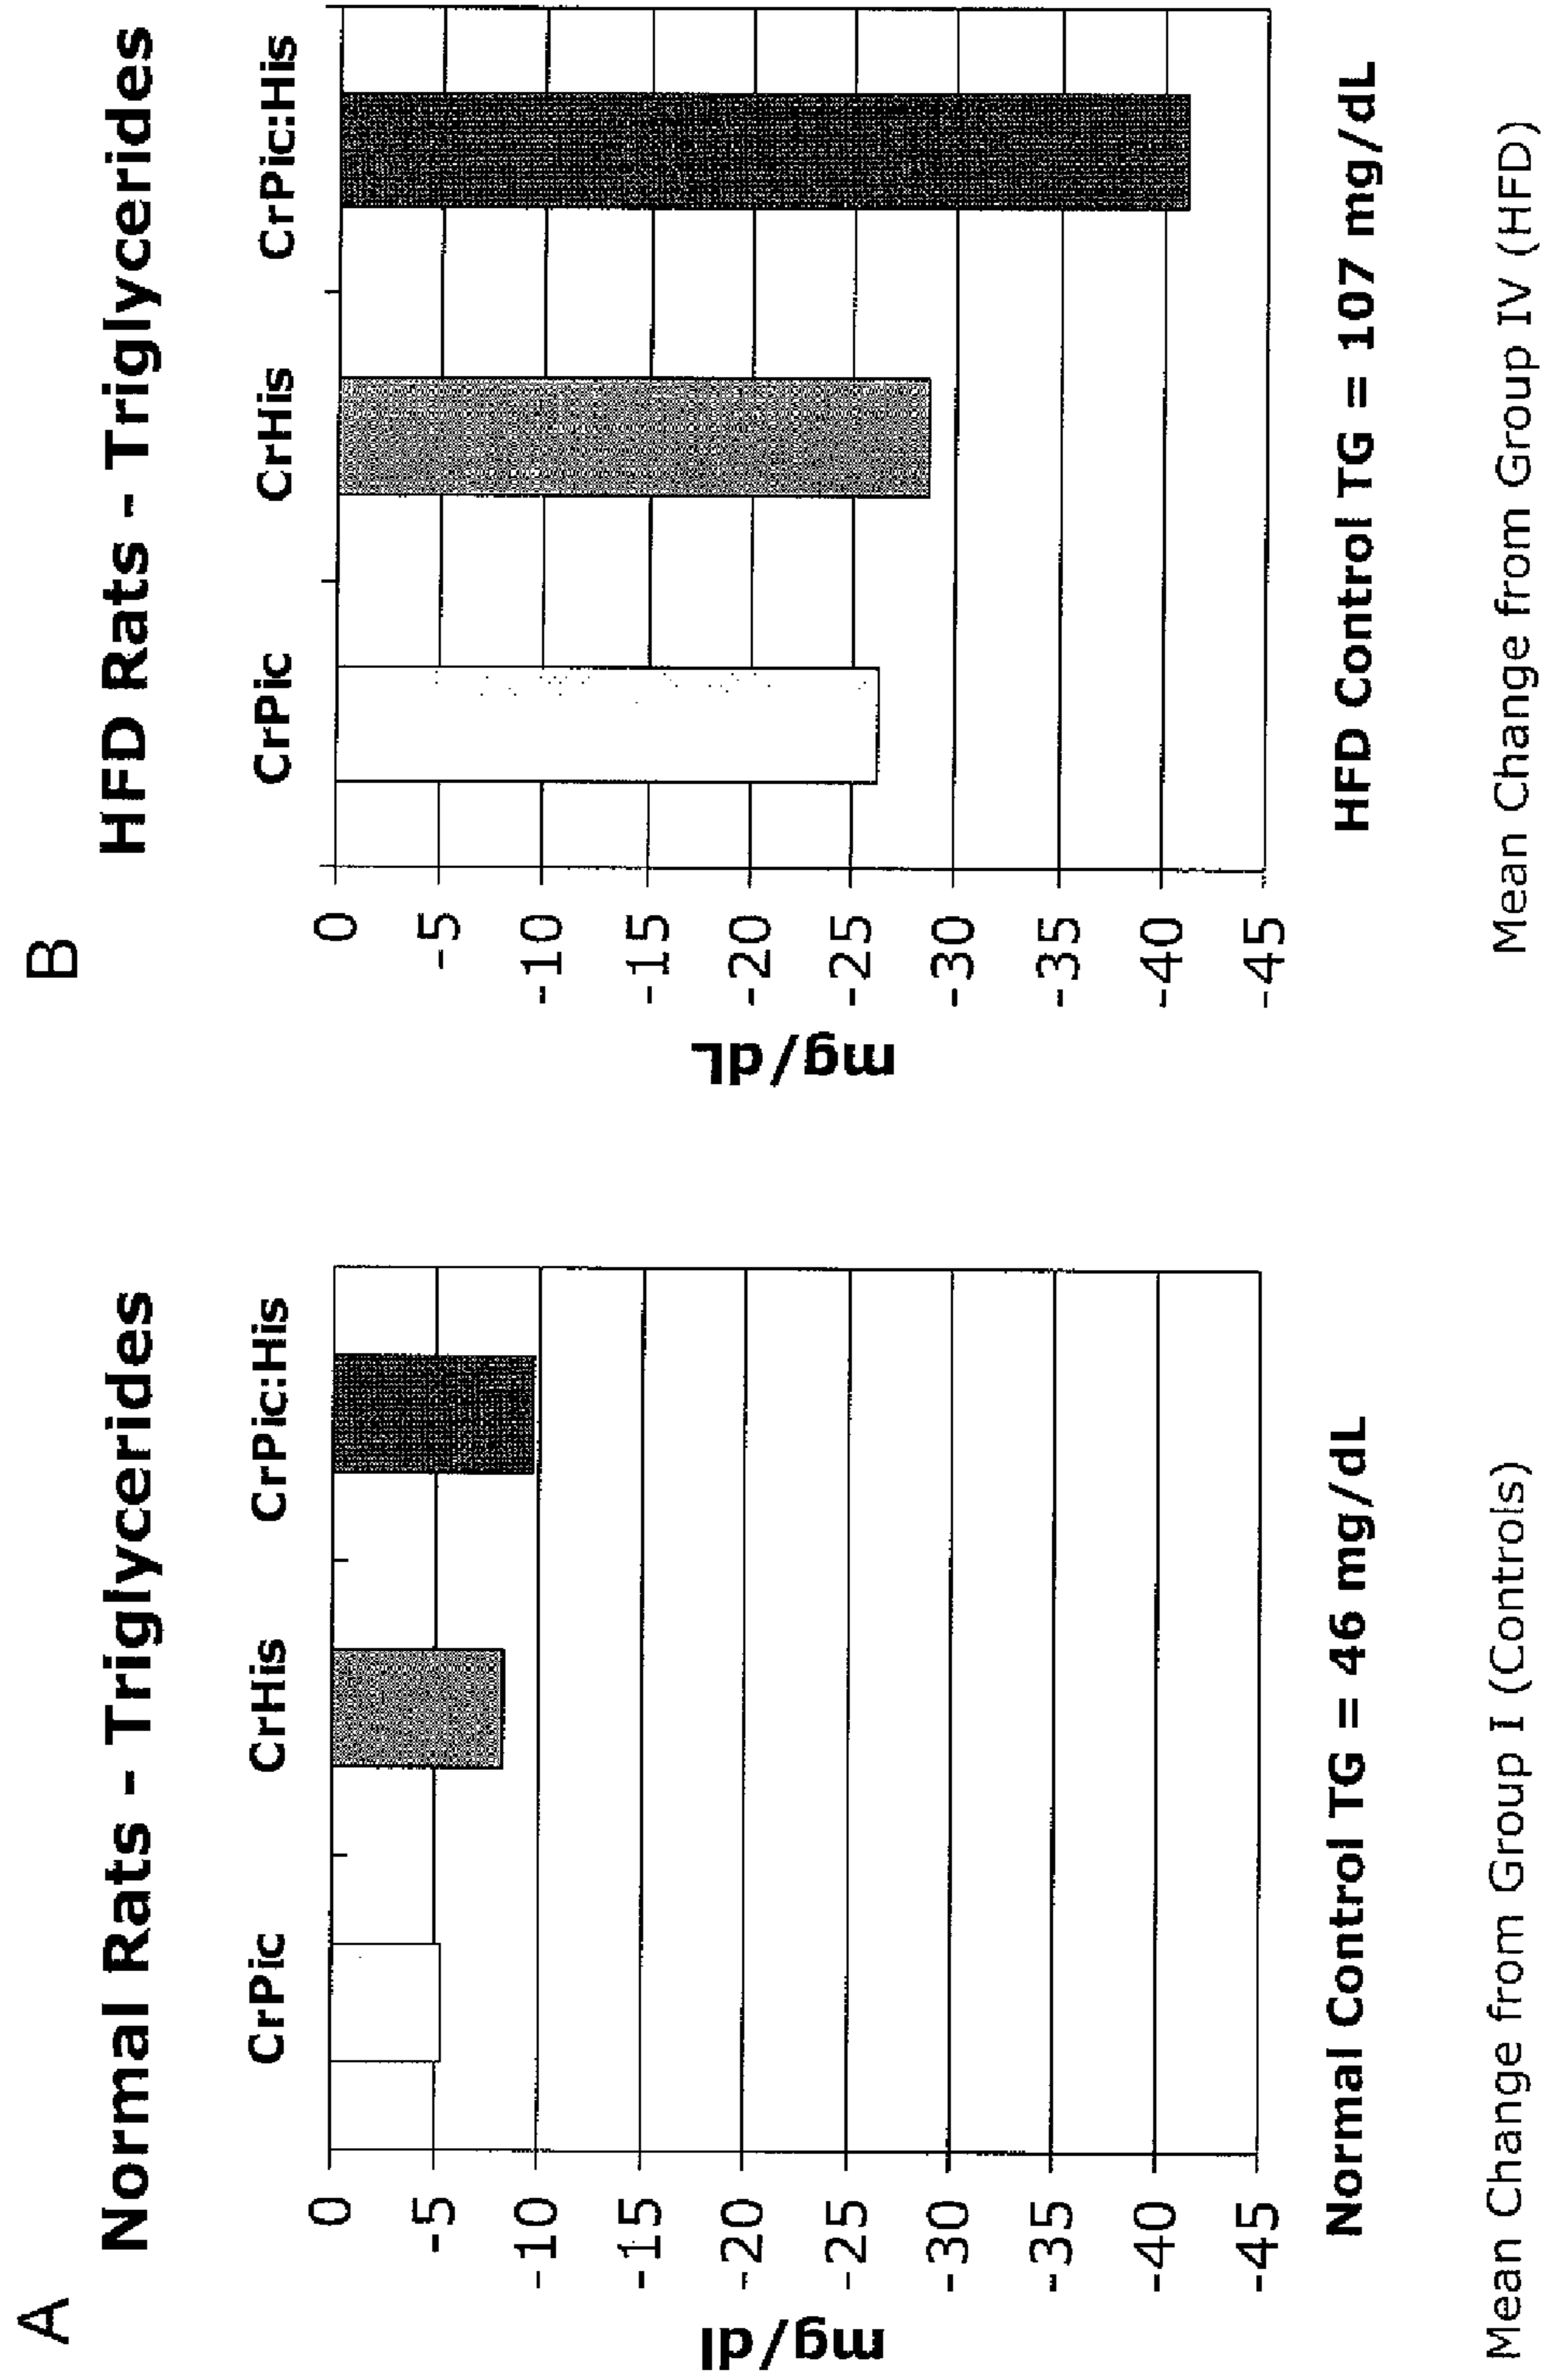 A
Normal Rats - Triglycerides
CrPic CrHis CrPic:His
0
-5
-10
-15
-20
-25
-30
-35
-40
-45
mg/dl
Normal Control TG = 46 mg/dL
Mean Change from Group I (Controls)
B
HFD Rats - Triglycerides
CrPic CrHis CrPic:His
0
-5
-10
-15
-20
-25
-30
-35
-40
-45
mg/dL
HFD Control TG = 107 mg/dL
Mean Change from Group IV (HFD)